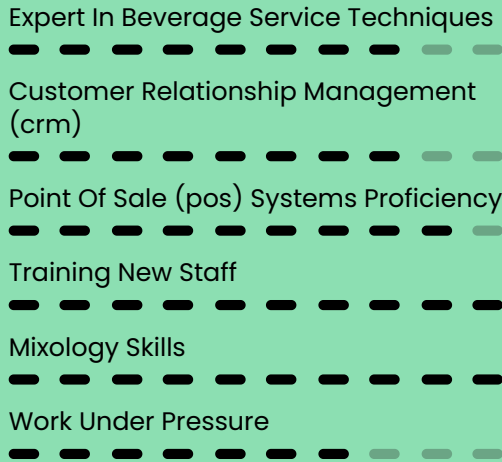 Expert In Beverage Service Techniques
Customer Relationship Management
(crm)
Point Of Sale (pos) Systems Proficiency
Training New Staff
Mixology Skills
Work Under Pressure